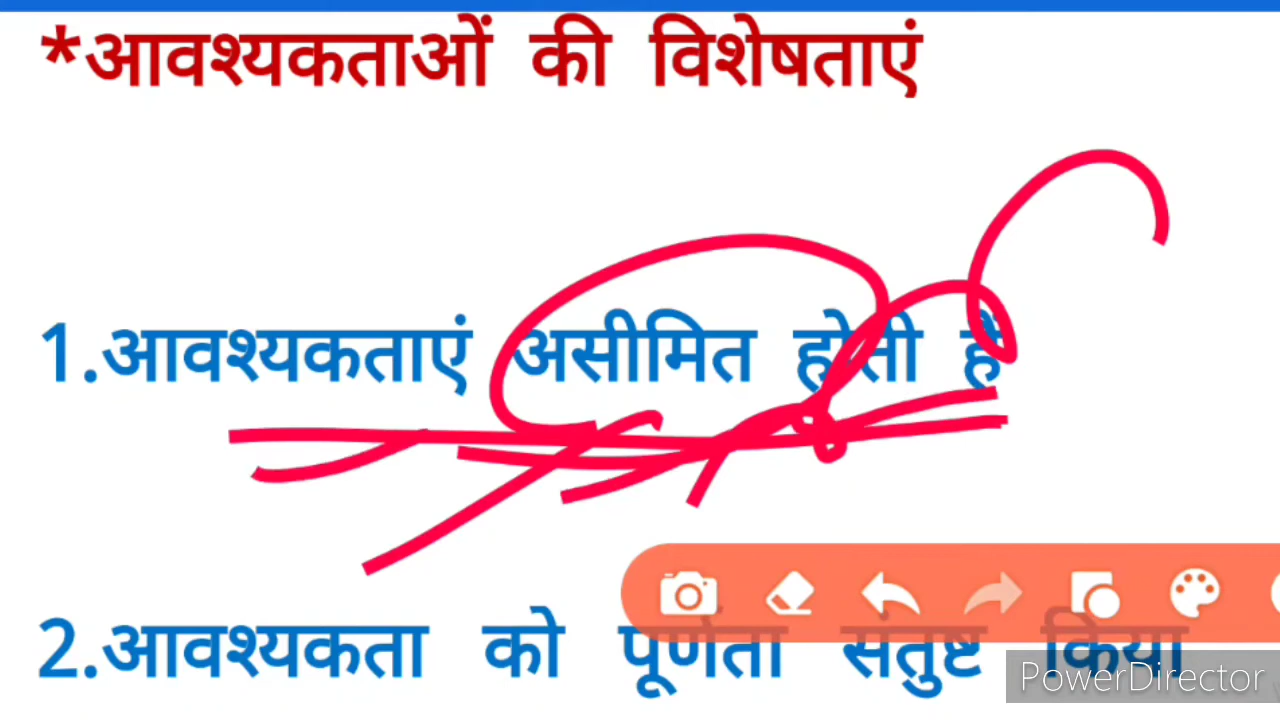 *आवश्यकताओं की विशेषताएं
1.आवश्यकताएं असीमित होती है
2.आवश्यकता को पूर्णता संतुष्ट किया
PowerDirector